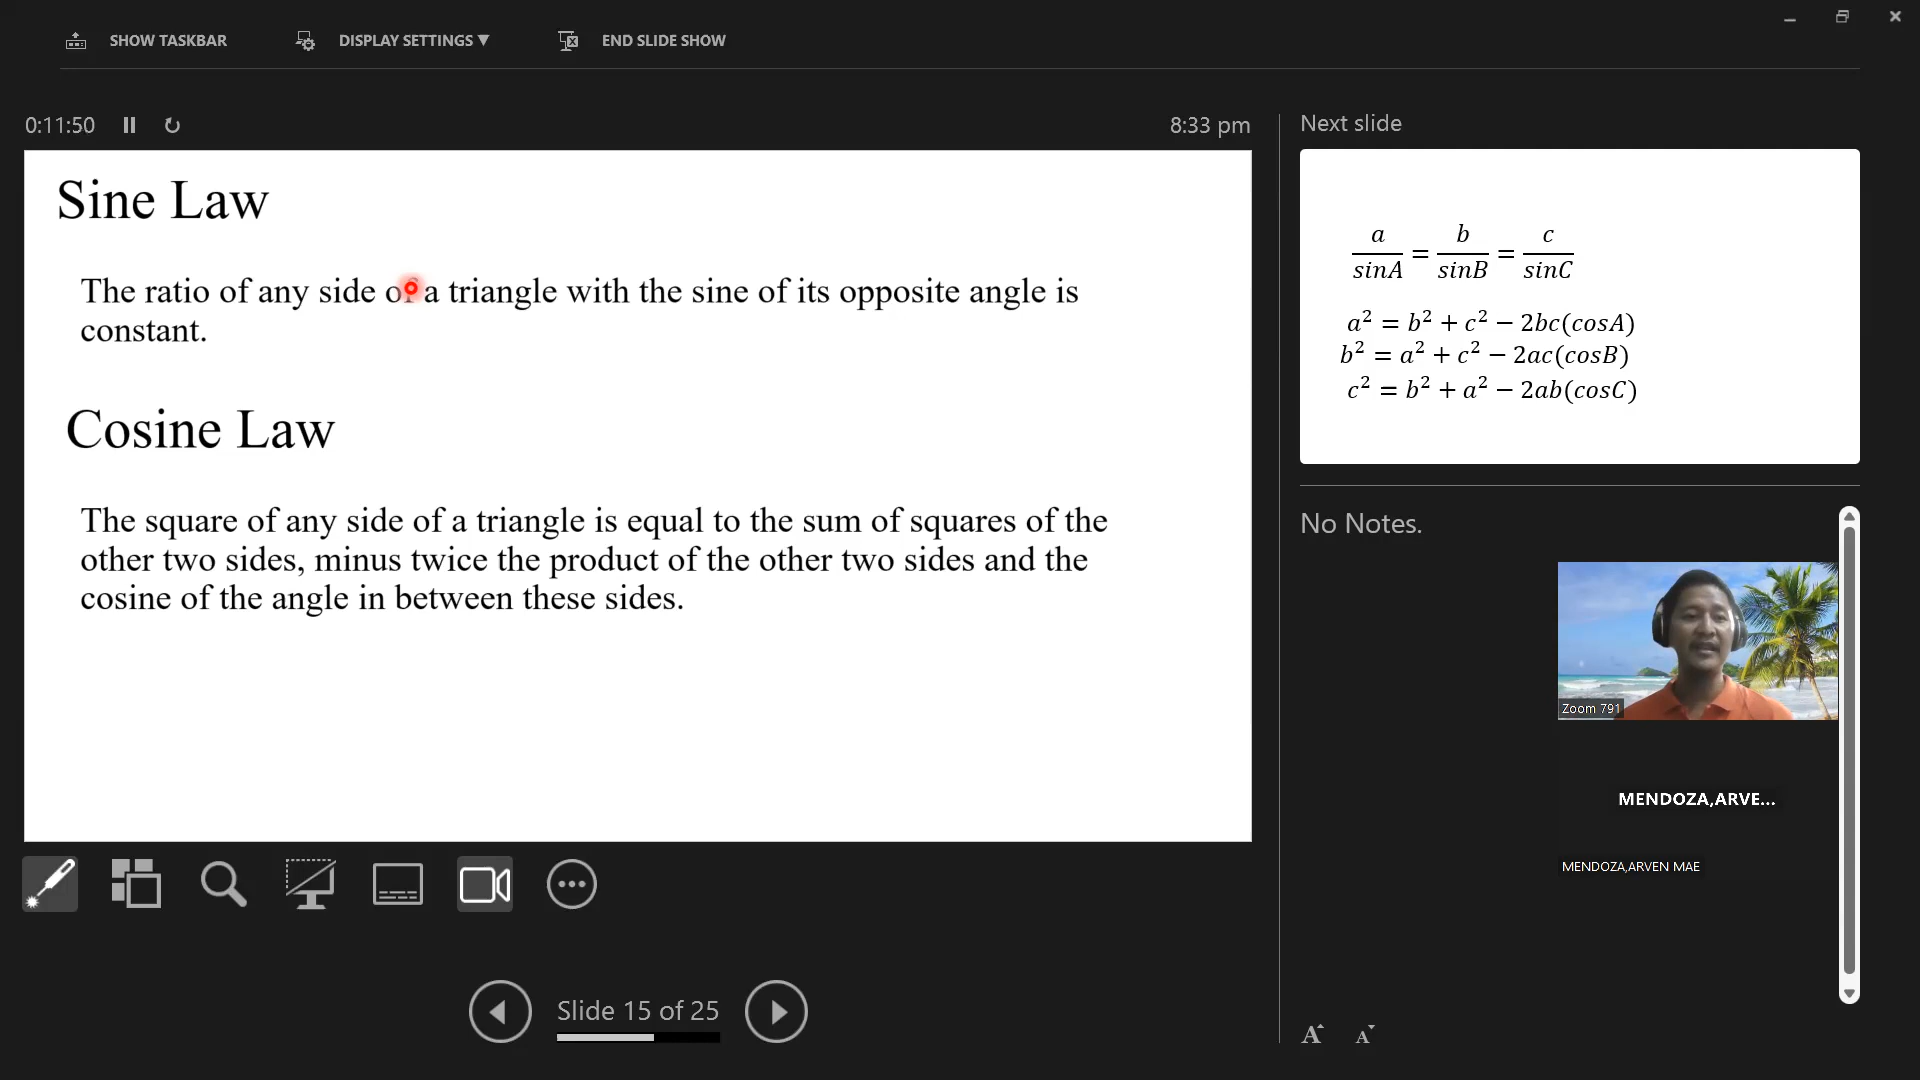 SHOW TASKBAR
DISPLAY SETTINGS ▼
END SLIDE SHOW
0:11:50
8:33 pm
Sine Law
The ratio of any side of a triangle with the sine of its opposite angle is
constant.
Cosine Law
The square of any side of a triangle is equal to the sum of squares of the
other two sides, minus twice the product of the other two sides and the
cosine of the angle in between these sides.
Slide 15 of 25
Next slide
a/sinA = b/sinB = c/sinC
a² = b² + c² − 2bc(cosA)
b² = a² + c² − 2ac(cosB)
c² = b² + a² − 2ab(cosC)
No Notes.
Zoom 791
MENDOZA,ARVE...
MENDOZA,ARVEN MAE
A A